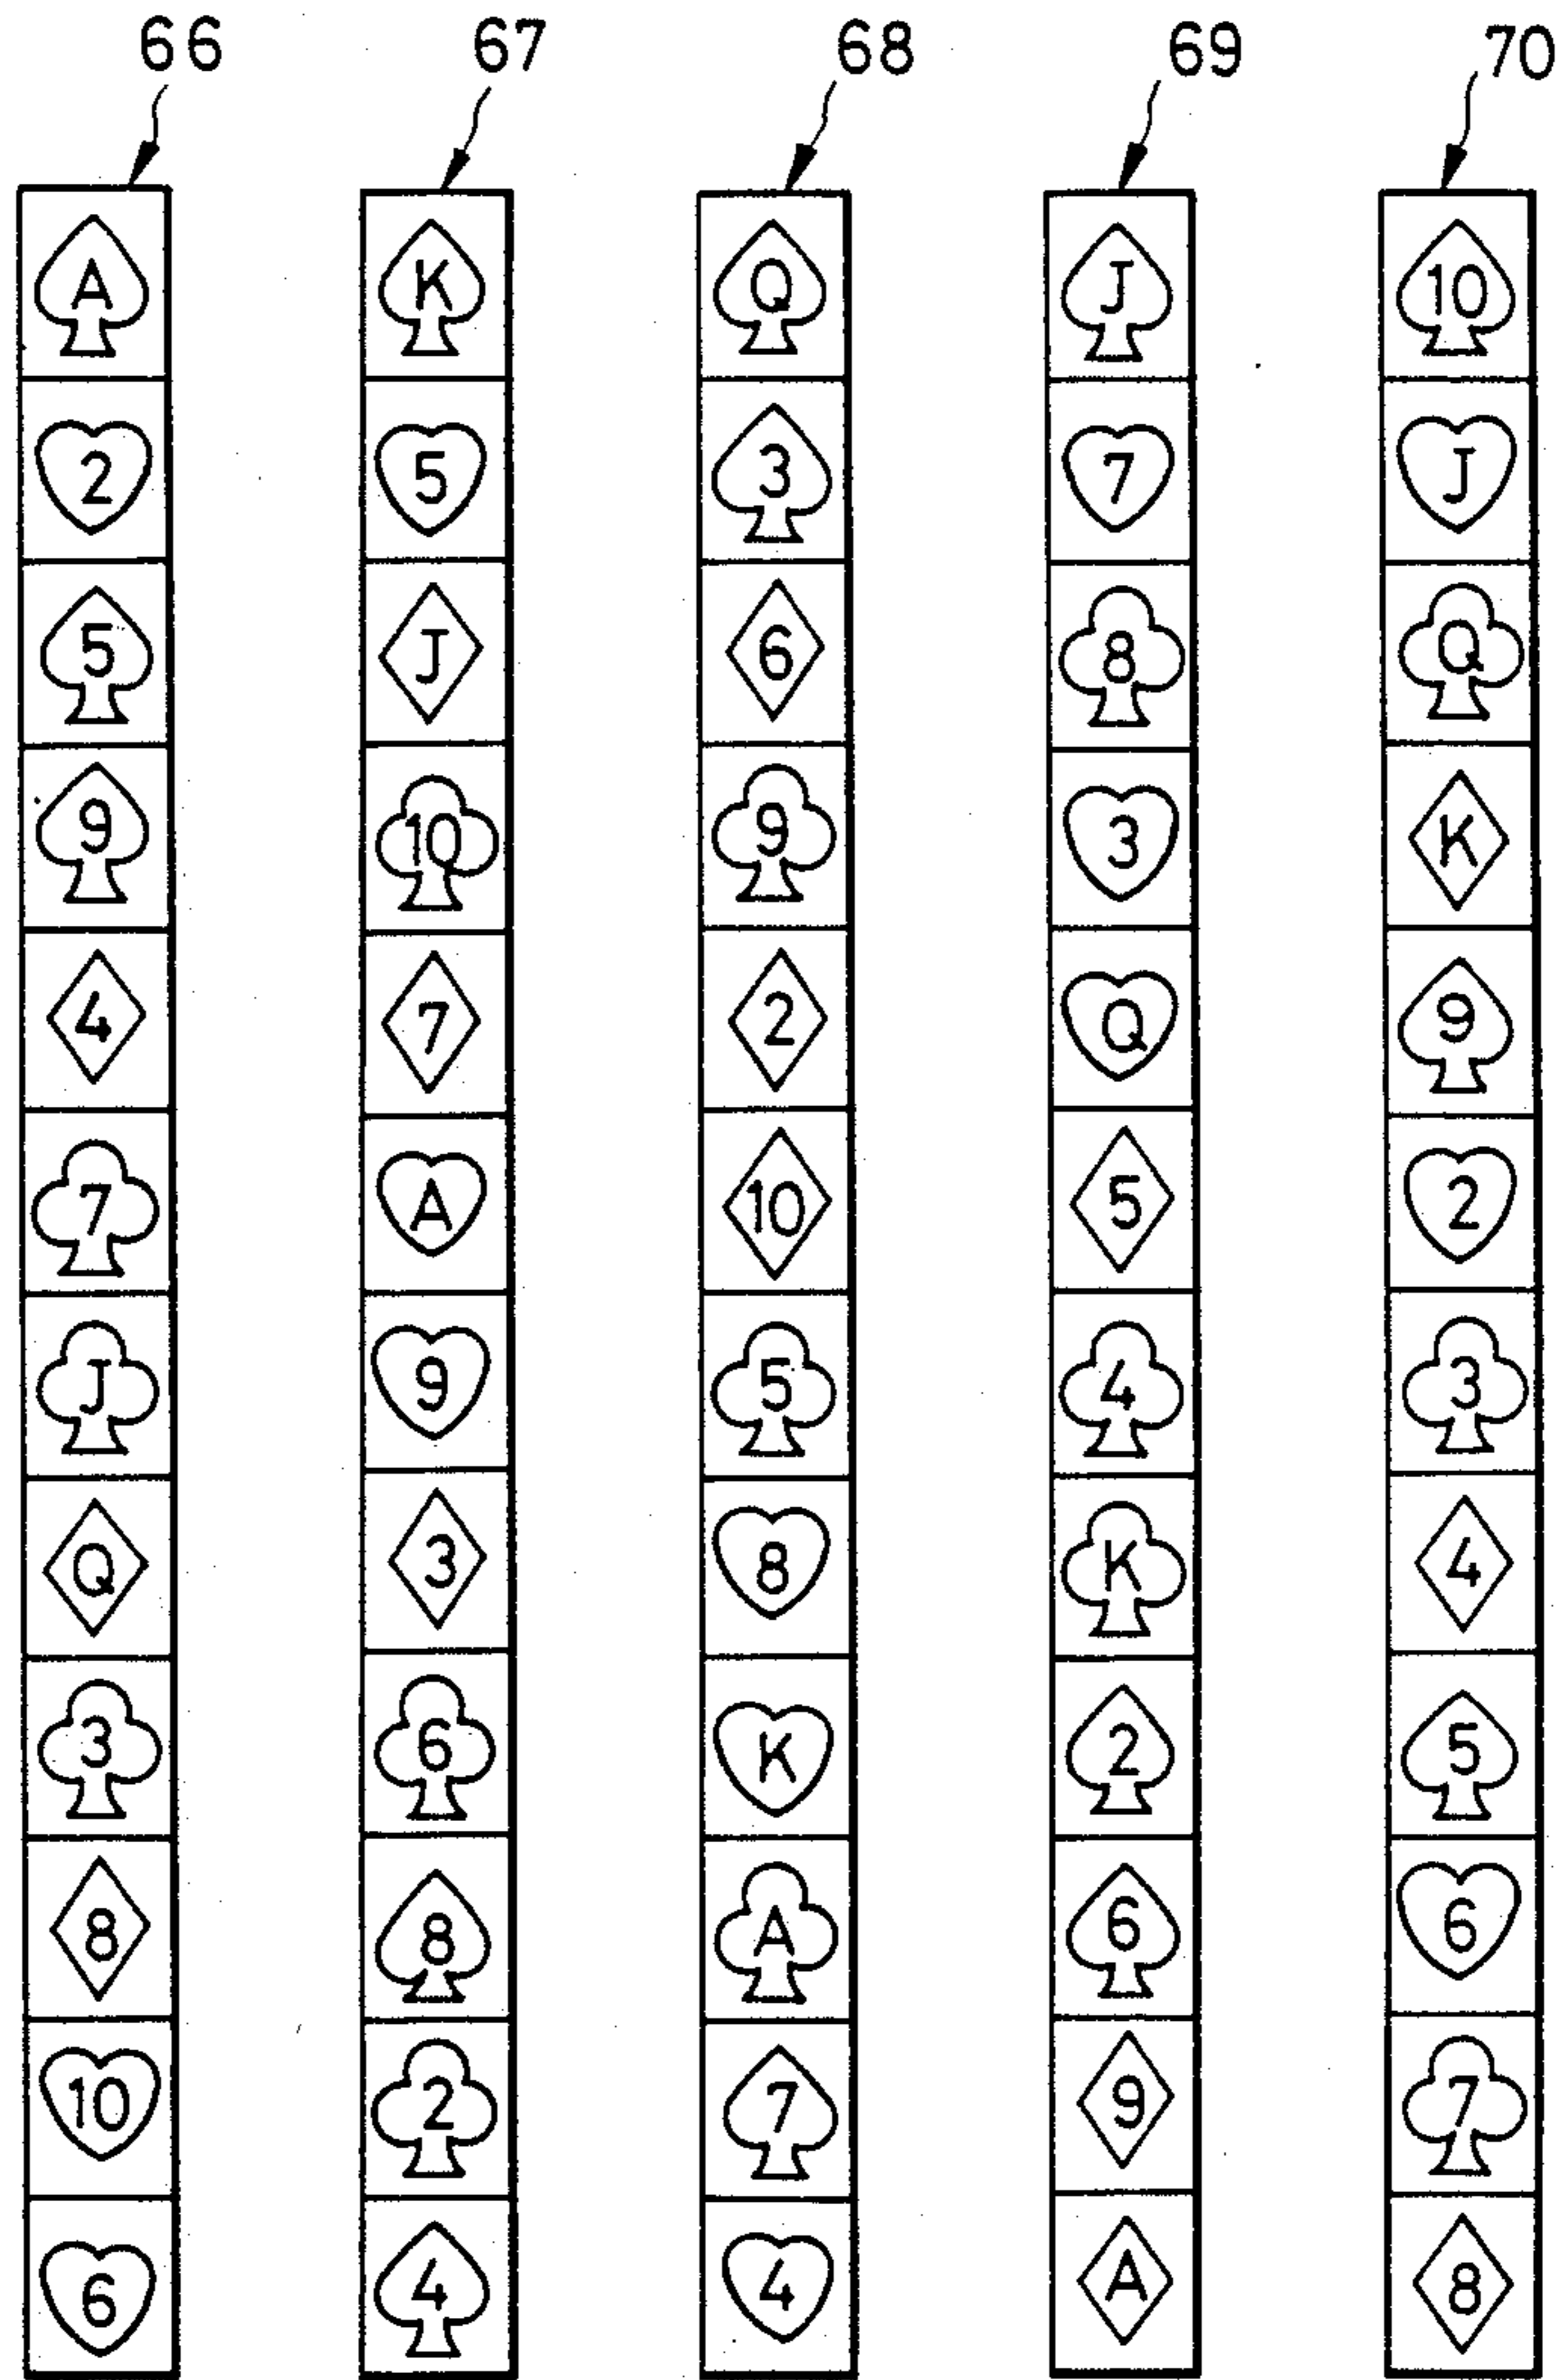 66 67 68 69 70
A K Q J 10
2 5 3 7 J
5 J 6 8 Q
9 10 9 3 K
4 7 2 Q 9
7 A 10 5 2
J 9 5 4 3
Q 3 8 K 4
3 6 K 2 5
8 8 A 6 6
10 2 7 9 7
6 4 4 A 8